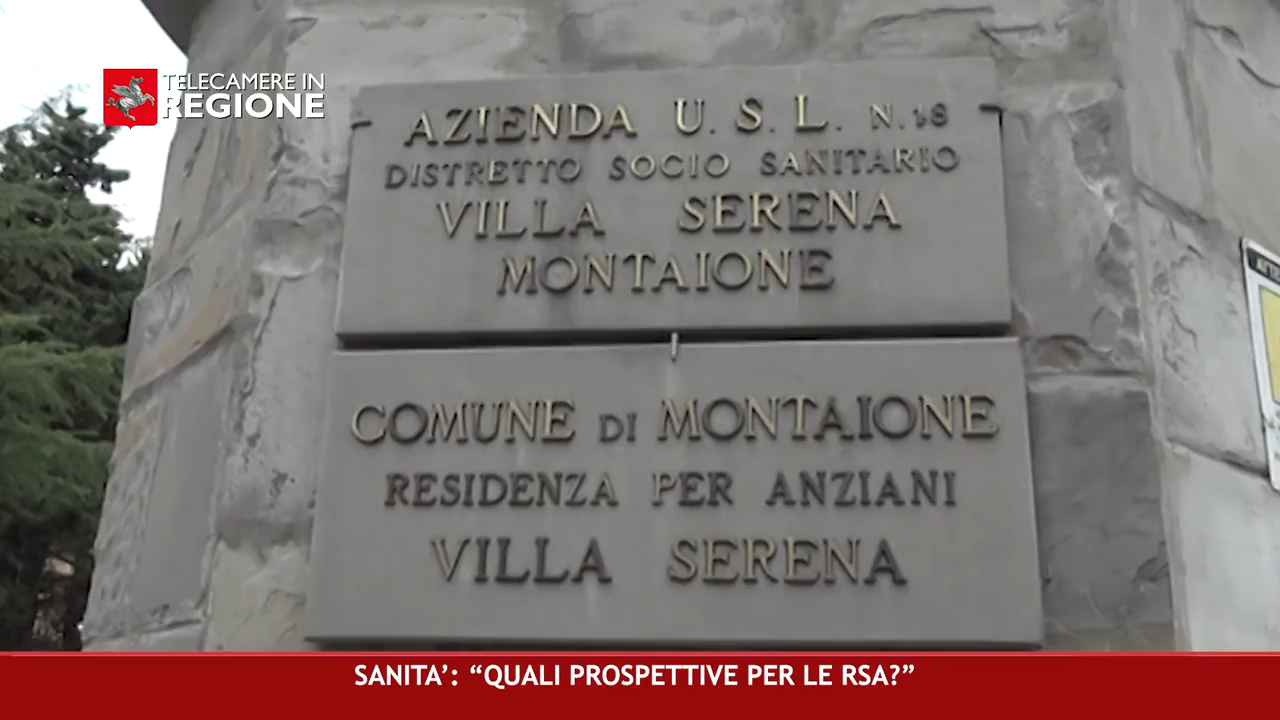 TELECAMERE IN
REGIONE
AZIENDA U.S.L. N.18
DISTRETTO SOCIO SANITARIO
VILLA SERENA
MONTAIONE
COMUNE DI MONTAIONE
RESIDENZA PER ANZIANI
VILLA SERENA
SANITA’: “QUALI PROSPETTIVE PER LE RSA?”